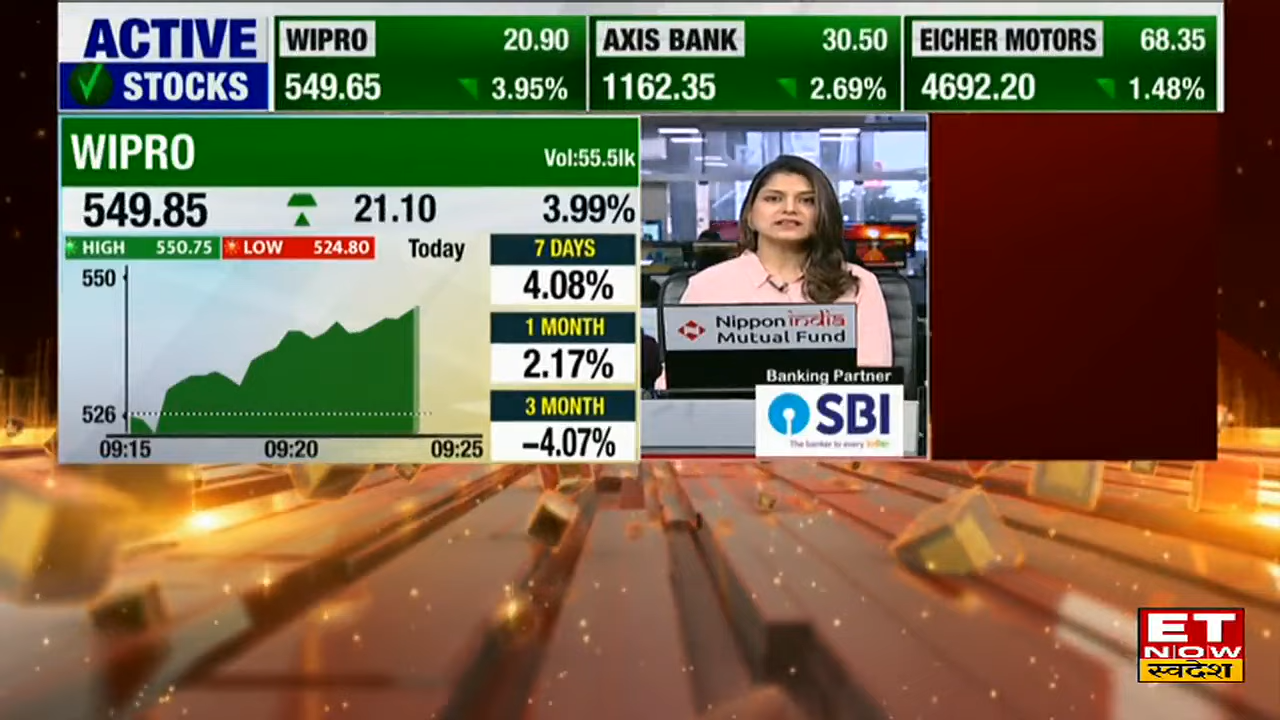 ACTIVE
STOCKS
WIPRO 20.90
549.65 3.95%
AXIS BANK 30.50
1162.35 2.69%
EICHER MOTORS 68.35
4692.20 1.48%
WIPRO
Vol:55.5lk
549.85 21.10 3.99%
HIGH 550.75 LOW 524.80 Today
550
526
09:15 09:20 09:25
7 DAYS
4.08%
1 MONTH
2.17%
3 MONTH
–4.07%
Nippon india
Mutual Fund
Banking Partner
SBI
The banker to every Indian
ET
NOW
स्वदेश